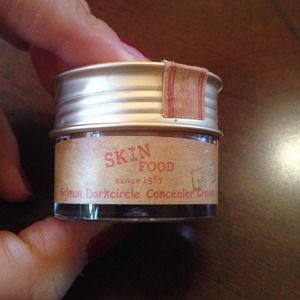 SKIN
FOOD
since 1957
Salmon Darkcircle Concealer Cream